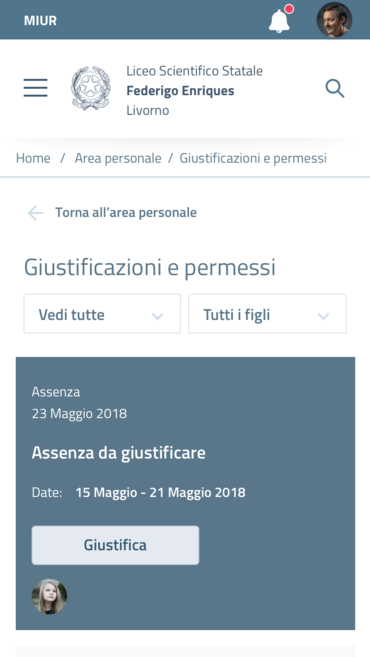 MIUR
Liceo Scientifico Statale
Federigo Enriques
Livorno
Home / Area personale / Giustificazioni e permessi
Torna all’area personale
Giustificazioni e permessi
Vedi tutte
Tutti i figli
Assenza
23 Maggio 2018
Assenza da giustificare
Date: 15 Maggio - 21 Maggio 2018
Giustifica